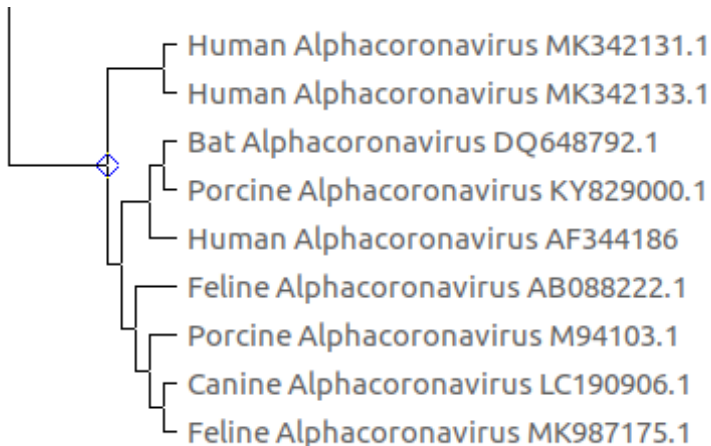 Human Alphacoronavirus MK342131.1
Human Alphacoronavirus MK342133.1
Bat Alphacoronavirus DQ648792.1
Porcine Alphacoronavirus KY829000.1
Human Alphacoronavirus AF344186
Feline Alphacoronavirus AB088222.1
Porcine Alphacoronavirus M94103.1
Canine Alphacoronavirus LC190906.1
Feline Alphacoronavirus MK987175.1